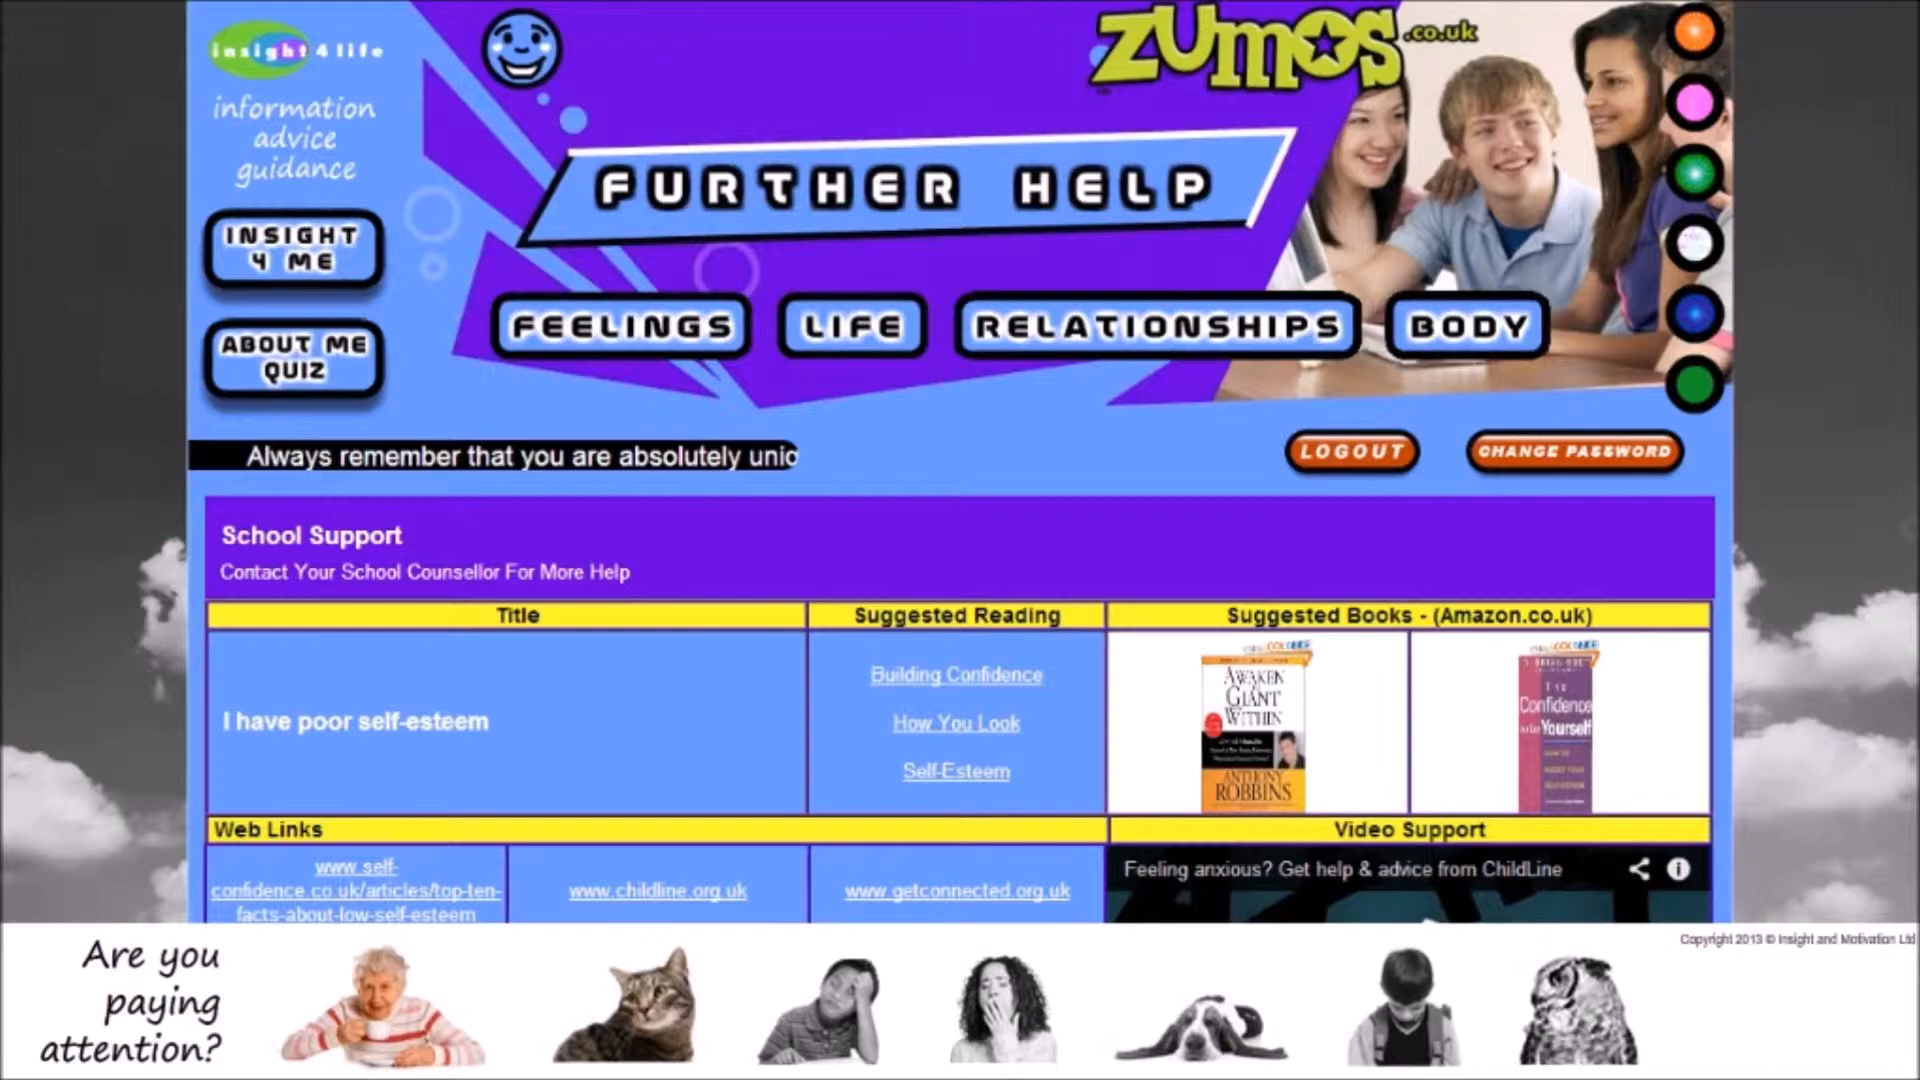 insight 4 life
information
advice
guidance
INSIGHT
4 ME
ABOUT ME
QUIZ
zumos.co.uk
FURTHER HELP
FEELINGS
LIFE
RELATIONSHIPS
BODY
Always remember that you are absolutely unic
LOGOUT
CHANGE PASSWORD
School Support
Contact Your School Counsellor For More Help
Title
Suggested Reading
Suggested Books - (Amazon.co.uk)
I have poor self-esteem
Building Confidence
How You Look
Self-Esteem
AWAKEN
GIANT
WITHIN
ANTHONY
ROBBINS
Confidence
Yourself
Web Links
Video Support
www.self-
confidence.co.uk/articles/top-ten-
facts-about-low-self-esteem
www.childline.org.uk
www.getconnected.org.uk
Feeling anxious? Get help & advice from ChildLine
Are you
paying
attention?
Copyright 2013 © Insight and Motivation Ltd